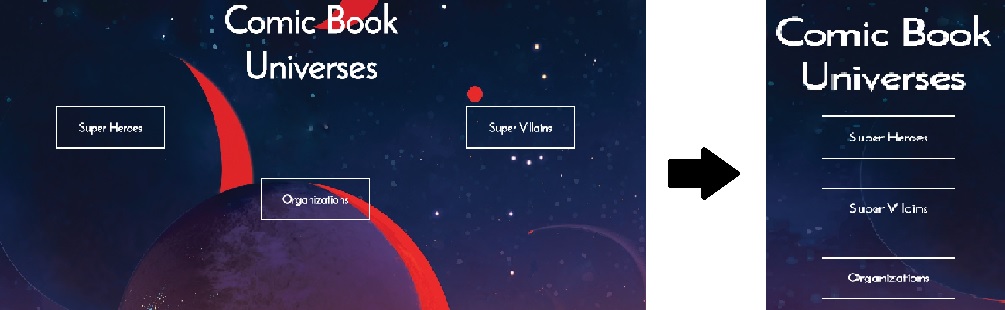 Comic Book
Universes
Super Heroes
Super Villains
Organizations
Comic Book
Universes
Super Heroes
Super Villains
Organizations